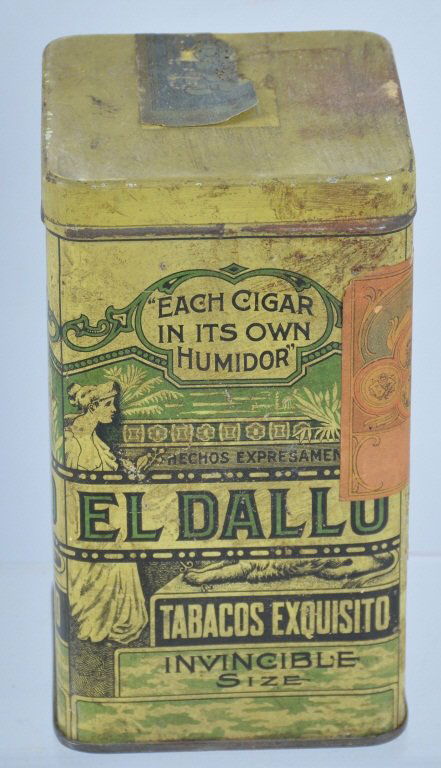 "EACH CIGAR
IN ITS OWN
HUMIDOR"
HECHOS EXPRESAMEN
EL DALLO
TABACOS EXQUISITO
INVINCIBLE
SIZE